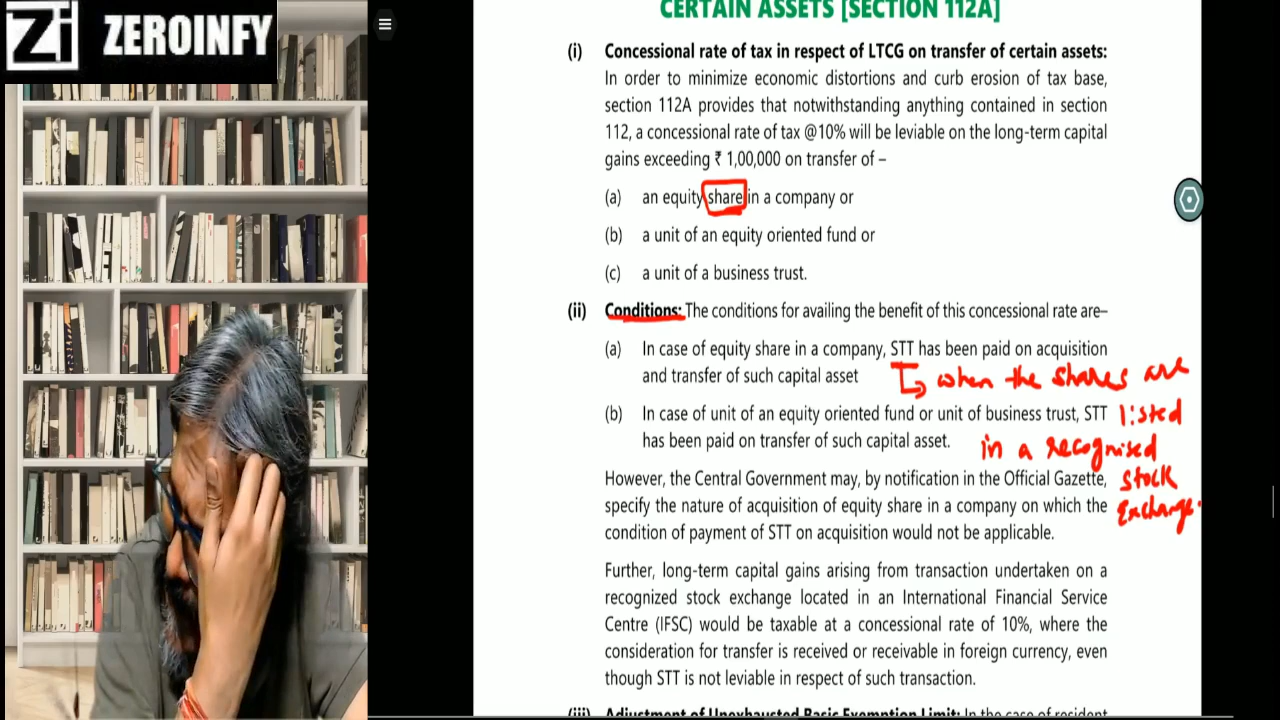 Zi ZEROINFY
CERTAIN ASSETS [SECTION 112A]
(i) Concessional rate of tax in respect of LTCG on transfer of certain assets:
In order to minimize economic distortions and curb erosion of tax base,
section 112A provides that notwithstanding anything contained in section
112, a concessional rate of tax @10% will be leviable on the long-term capital
gains exceeding ₹ 1,00,000 on transfer of –
(a) an equity share in a company or
(b) a unit of an equity oriented fund or
(c) a unit of a business trust.
(ii) Conditions: The conditions for availing the benefit of this concessional rate are–
(a) In case of equity share in a company, STT has been paid on acquisition
and transfer of such capital asset
when the shares are
(b) In case of unit of an equity oriented fund or unit of business trust, STT
listed
has been paid on transfer of such capital asset.
in a recognised
However, the Central Government may, by notification in the Official Gazette,
stock
specify the nature of acquisition of equity share in a company on which the
exchange.
condition of payment of STT on acquisition would not be applicable.
Further, long-term capital gains arising from transaction undertaken on a
recognized stock exchange located in an International Financial Service
Centre (IFSC) would be taxable at a concessional rate of 10%, where the
consideration for transfer is received or receivable in foreign currency, even
though STT is not leviable in respect of such transaction.
(iii) Adjustment of Unexhausted Basic Exemption Limit: In the case of resident